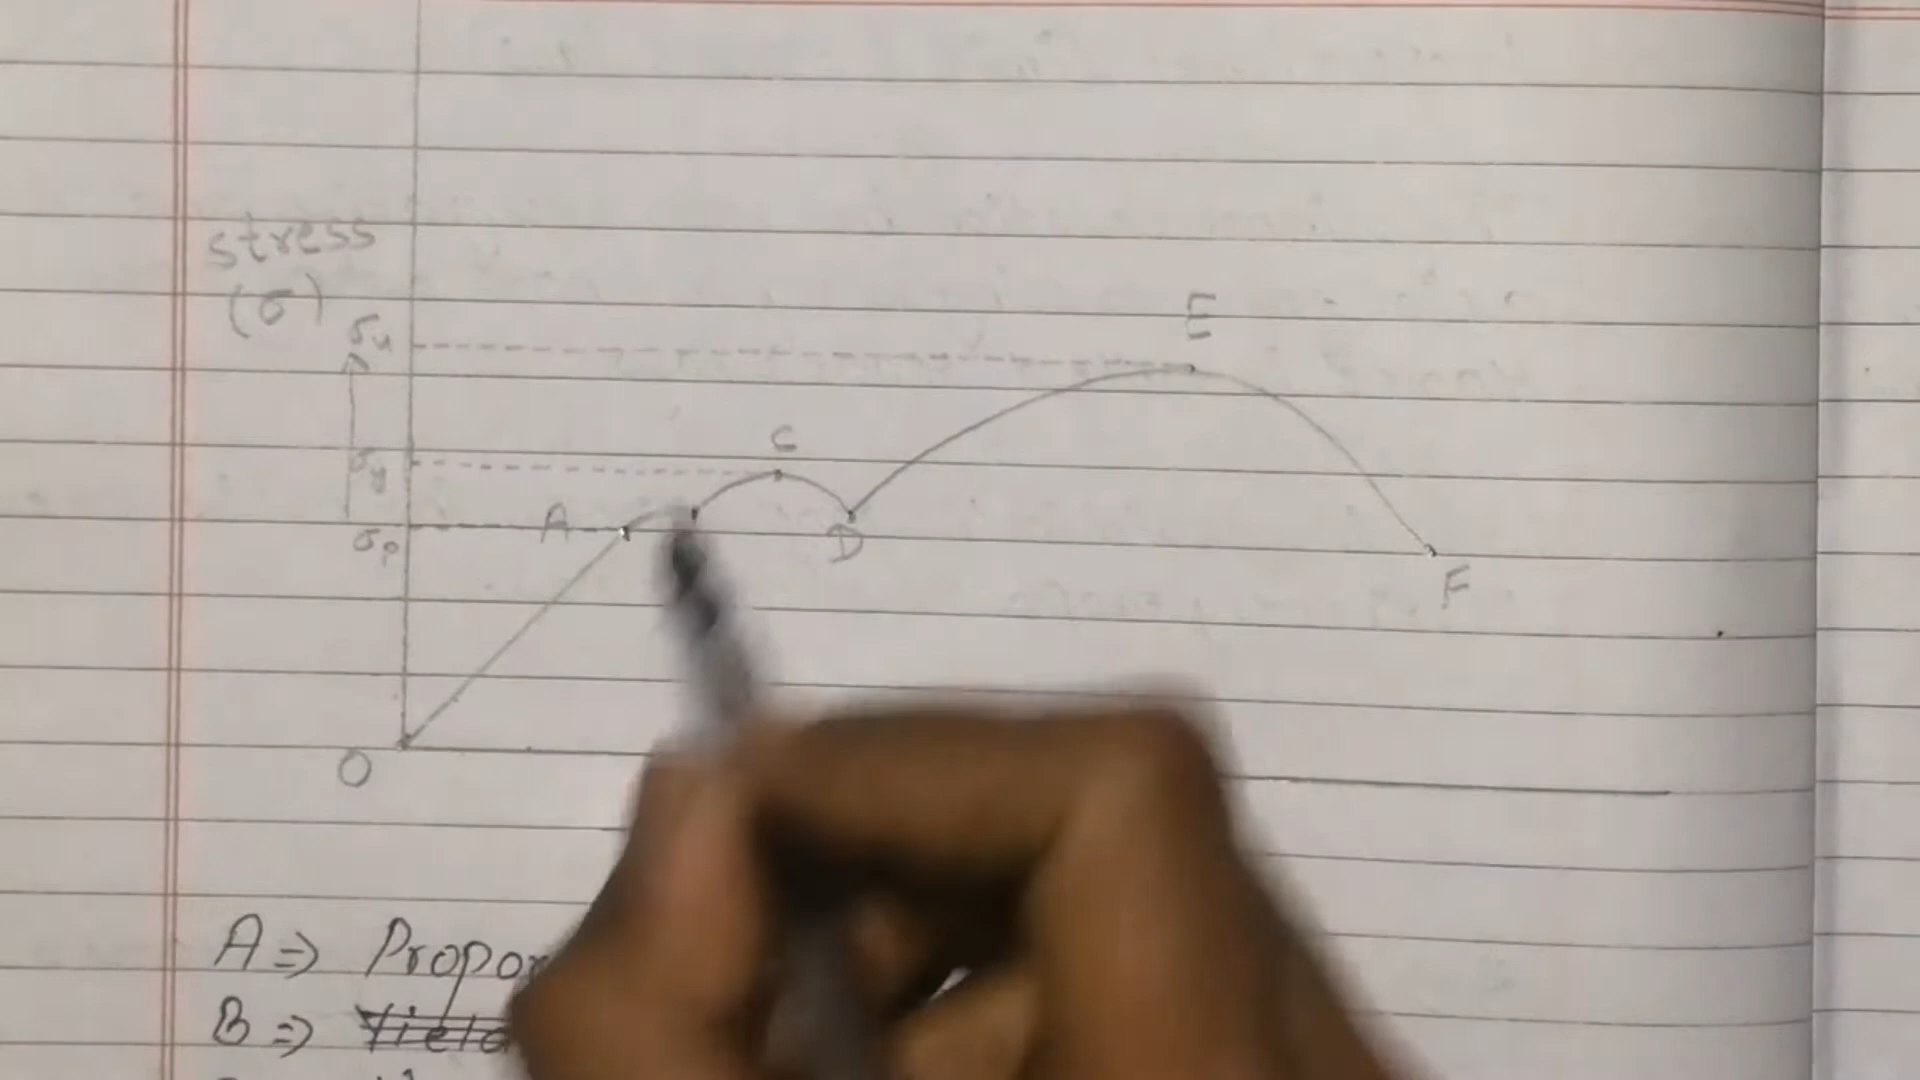 stress
(σ)
σu
E
C
σy
A
σp
D
F
O
A ⇒ Propor
B ⇒ Yield